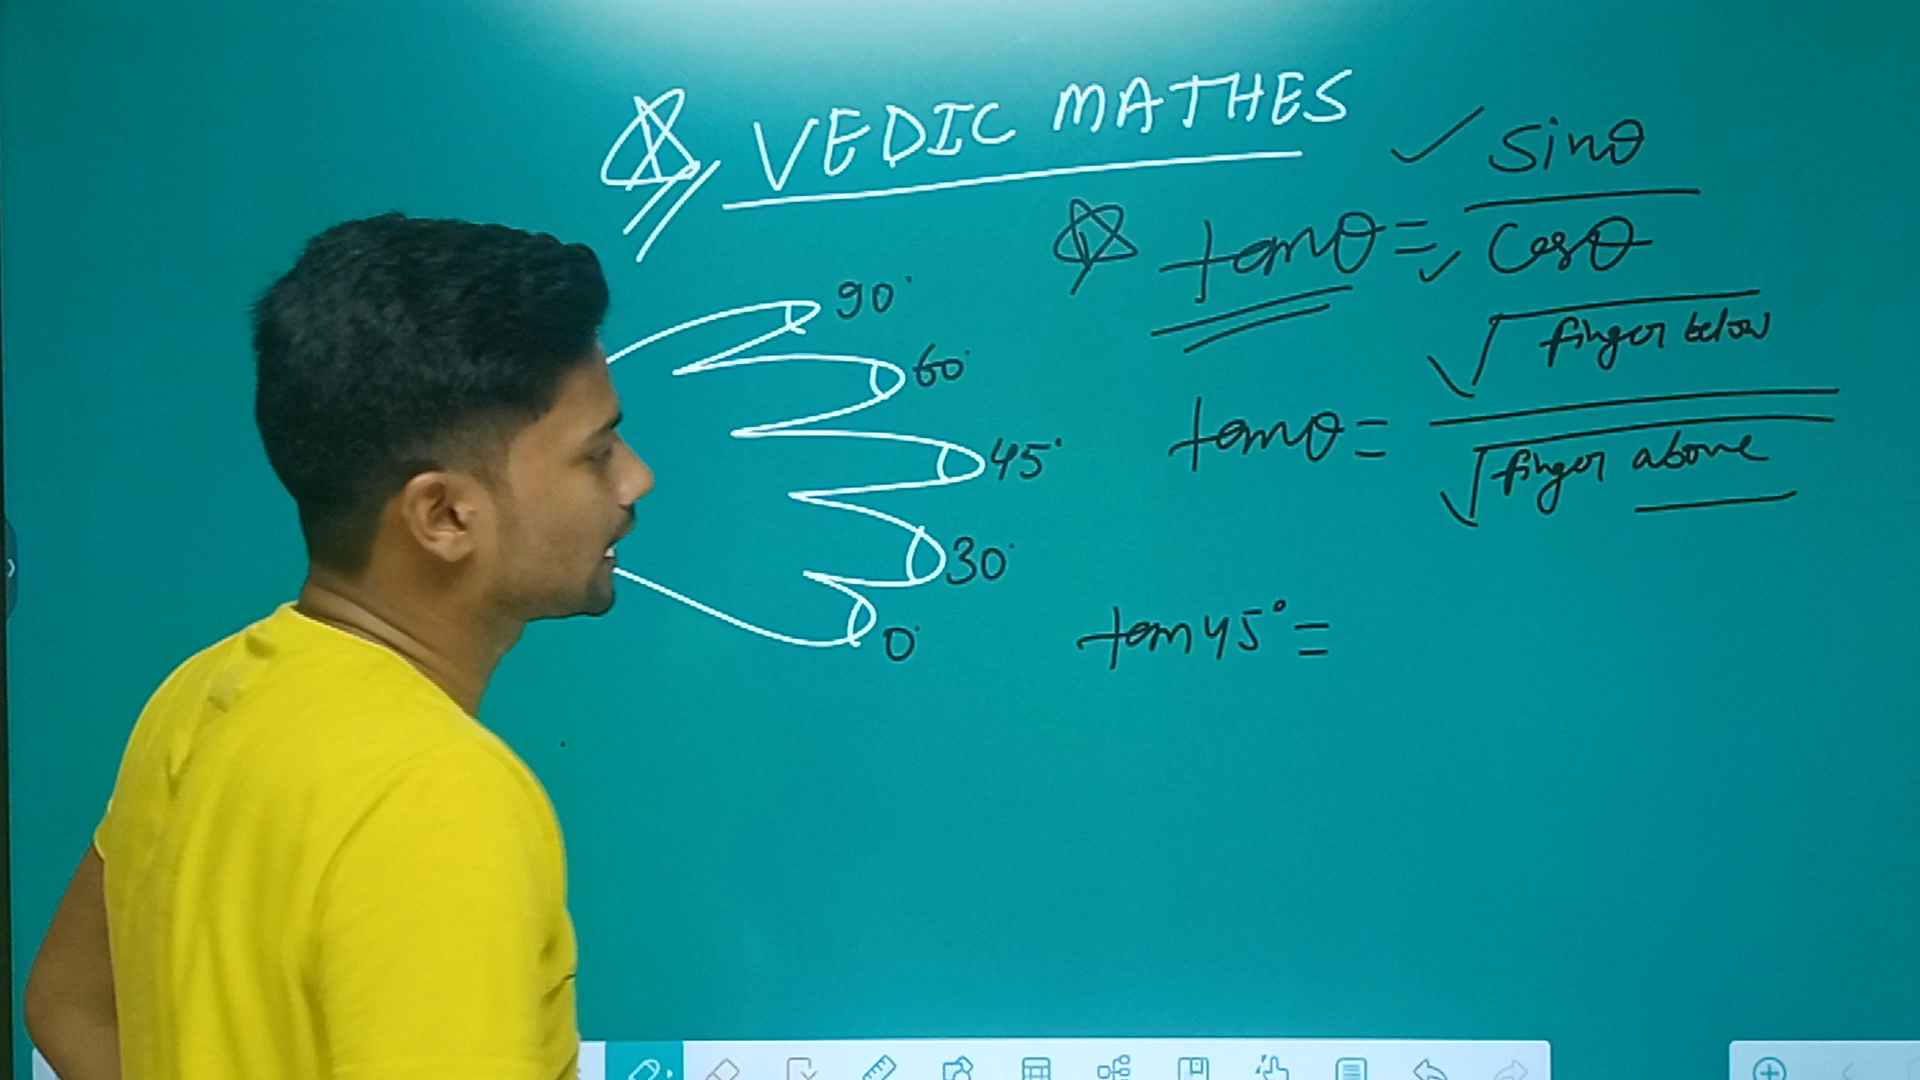 VEDIC MATHES
tanθ = sinθ
cosθ
90°
60°
45°
30°
0°
tanθ = √finger below
√finger above
tan45° =